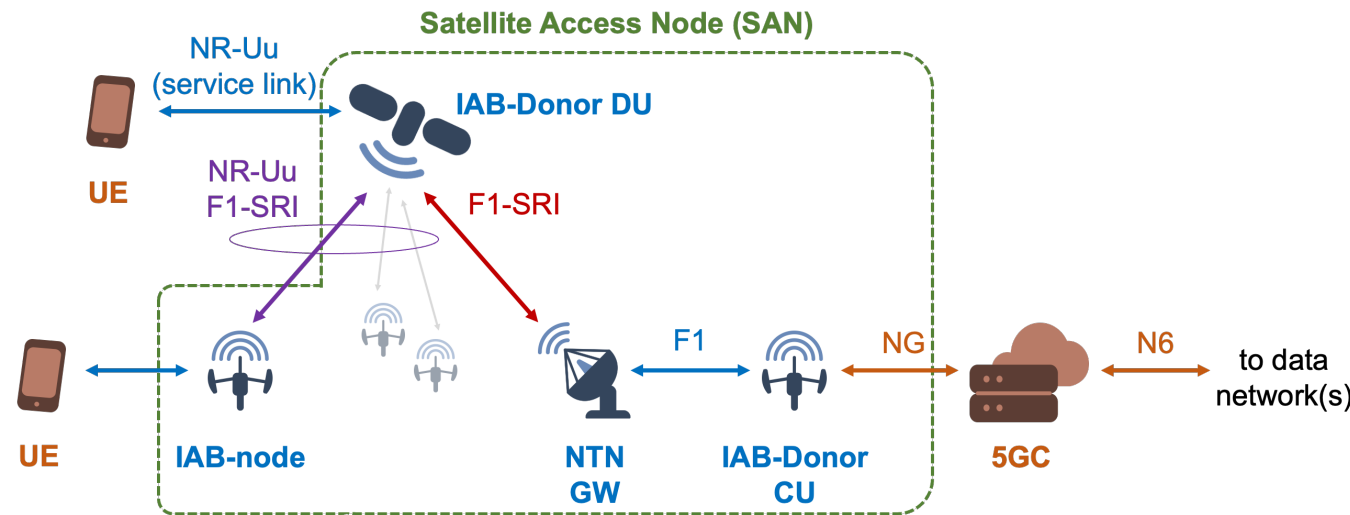 Satellite Access Node (SAN)
NR-Uu
(service link)
IAB-Donor DU
UE
NR-Uu
F1-SRI
F1-SRI
F1
NG
N6
to data
network(s)
UE
IAB-node
NTN
GW
IAB-Donor
CU
5GC